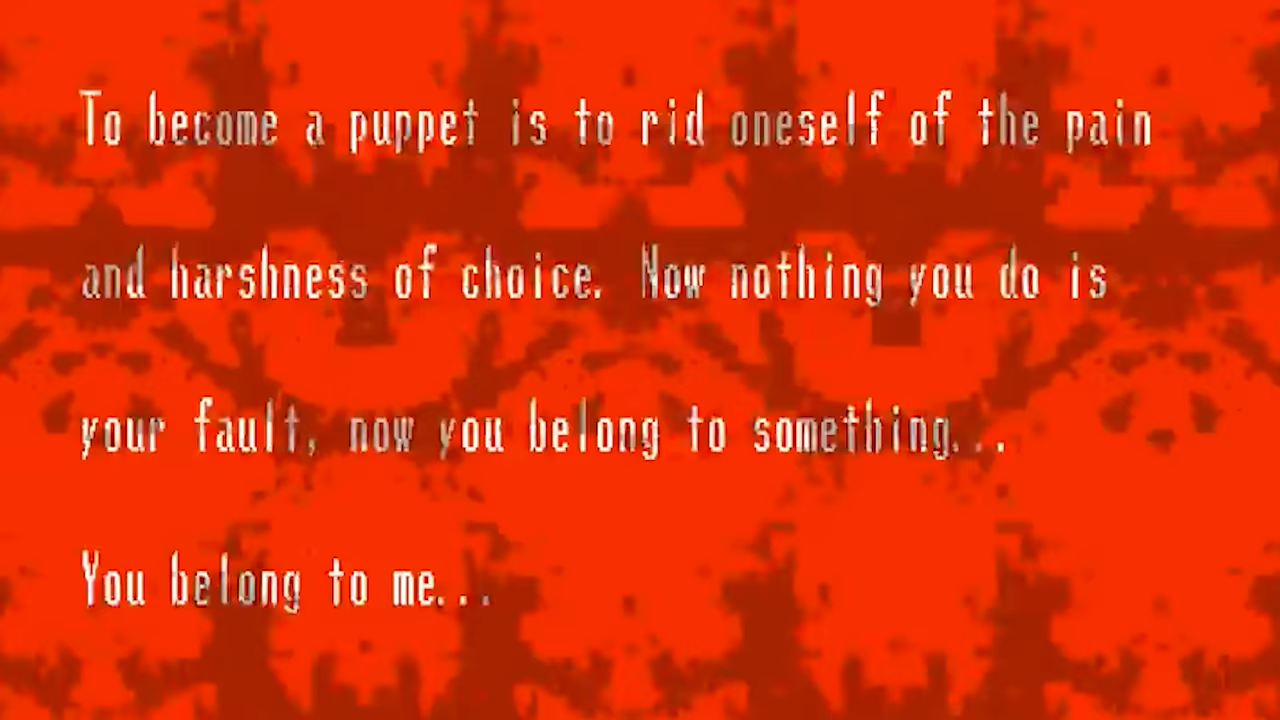 To become a puppet is to rid oneself of the pain
and harshness of choice. Now nothing you do is
your fault, now you belong to something...
You belong to me...